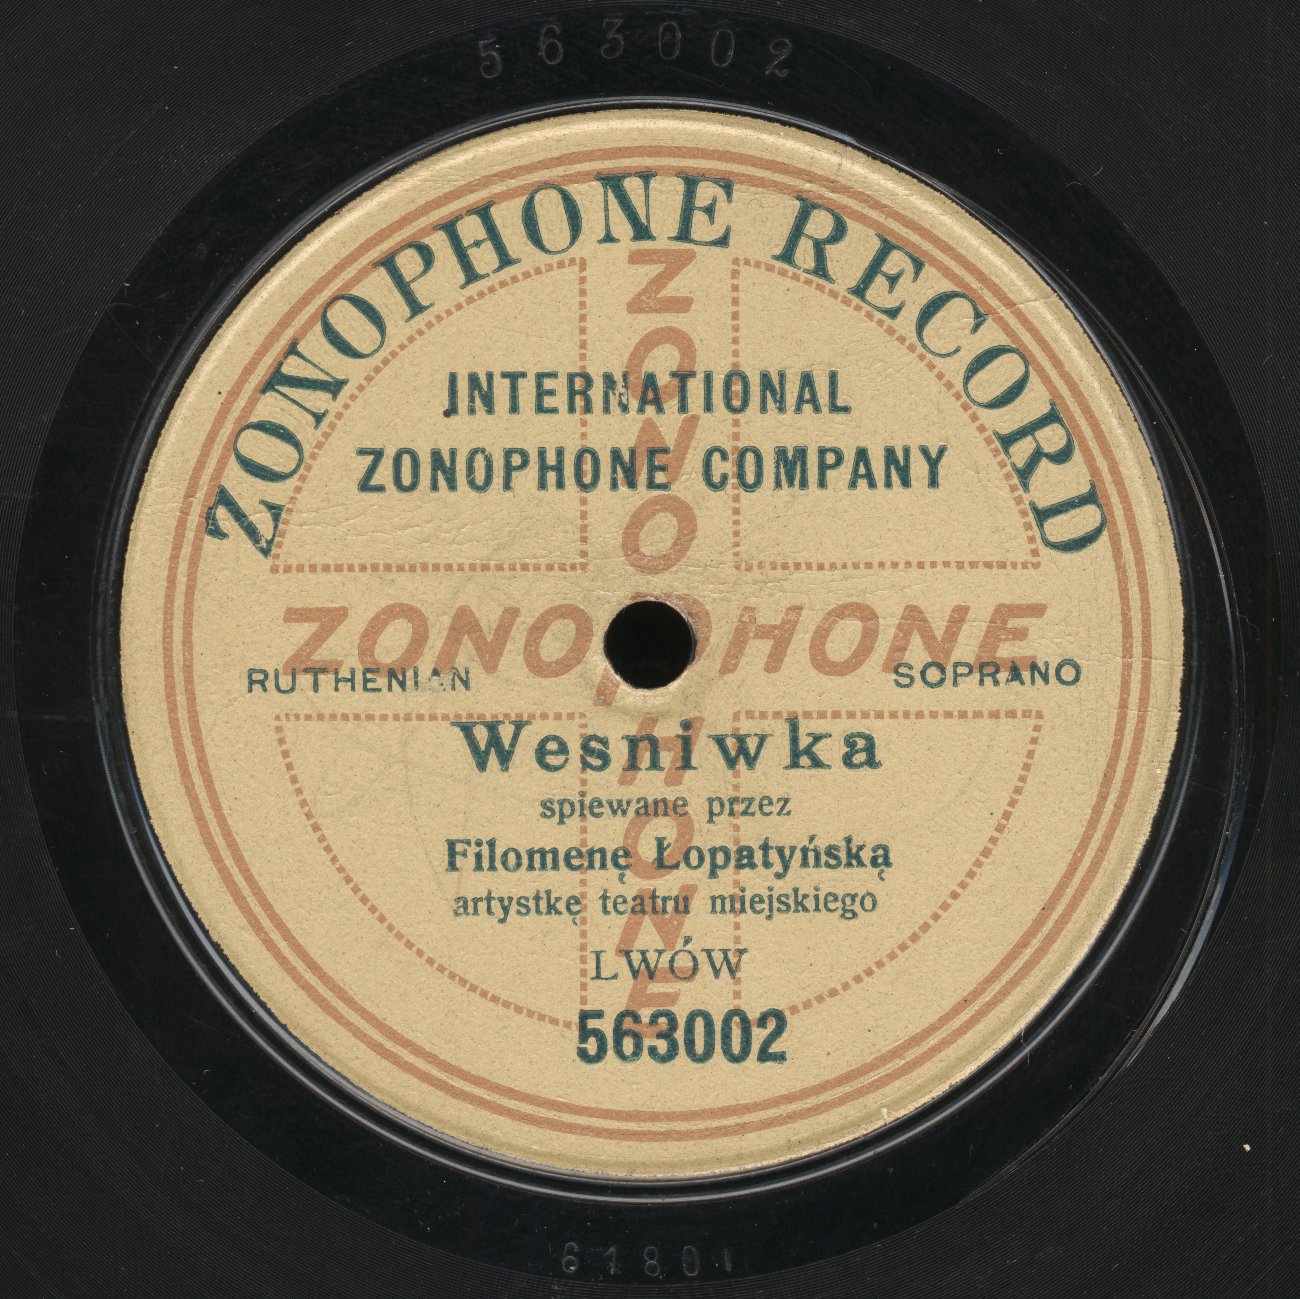 563002
ZONOPHONE RECORD
ZONOPHONE
INTERNATIONAL
ZONOPHONE COMPANY
ZONOPHONE
RUTHENIAN
SOPRANO
Wesniwka
spiewane przez
Filomenę Łopatyńską
artystkę teatru miejskiego
LWÓW
563002
61801